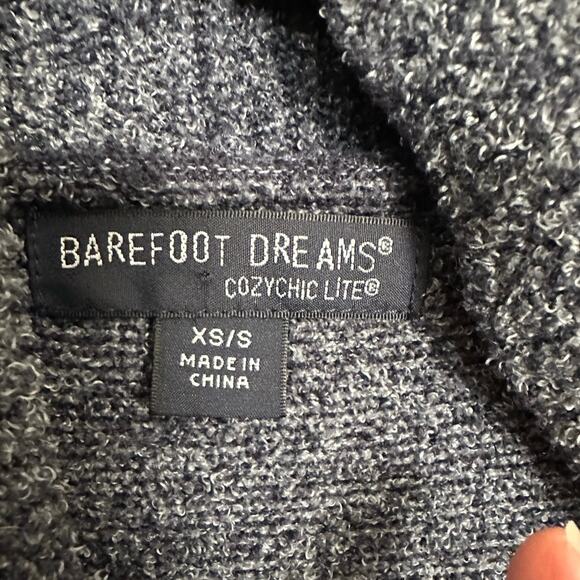 BAREFOOT DREAMS®
COZYCHIC LiTE®
XS/S
MADE IN
CHINA